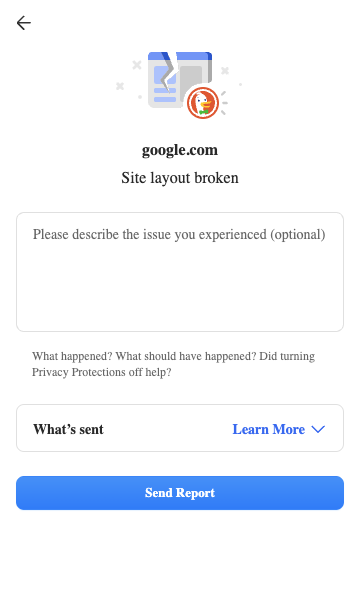 google.com
Site layout broken
Please describe the issue you experienced (optional)
What happened? What should have happened? Did turning
Privacy Protections off help?
What’s sent
Learn More
Send Report